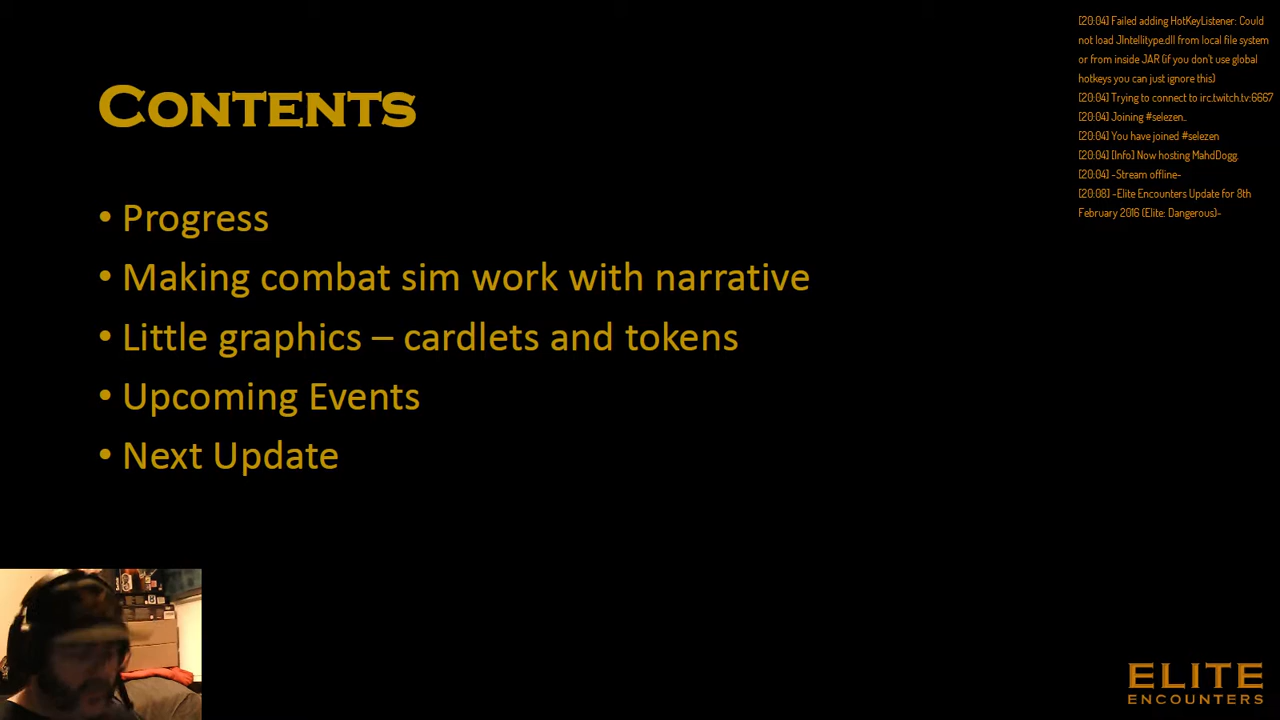 Contents
• Progress
• Making combat sim work with narrative
• Little graphics – cardlets and tokens
• Upcoming Events
• Next Update
[20:04] Failed adding HotKeyListener: Could
not load JIntellitype.dll from local file system
or from inside JAR (if you don't use global
hotkeys you can just ignore this)
[20:04] Trying to connect to irc.twitch.tv:6667
[20:04] Joining #selezen..
[20:04] You have joined #selezen
[20:04] [Info] Now hosting MahdDogg.
[20:04] -Stream offline-
[20:08] -Elite Encounters Update for 8th
February 2016 (Elite: Dangerous)-
ELITE
ENCOUNTERS